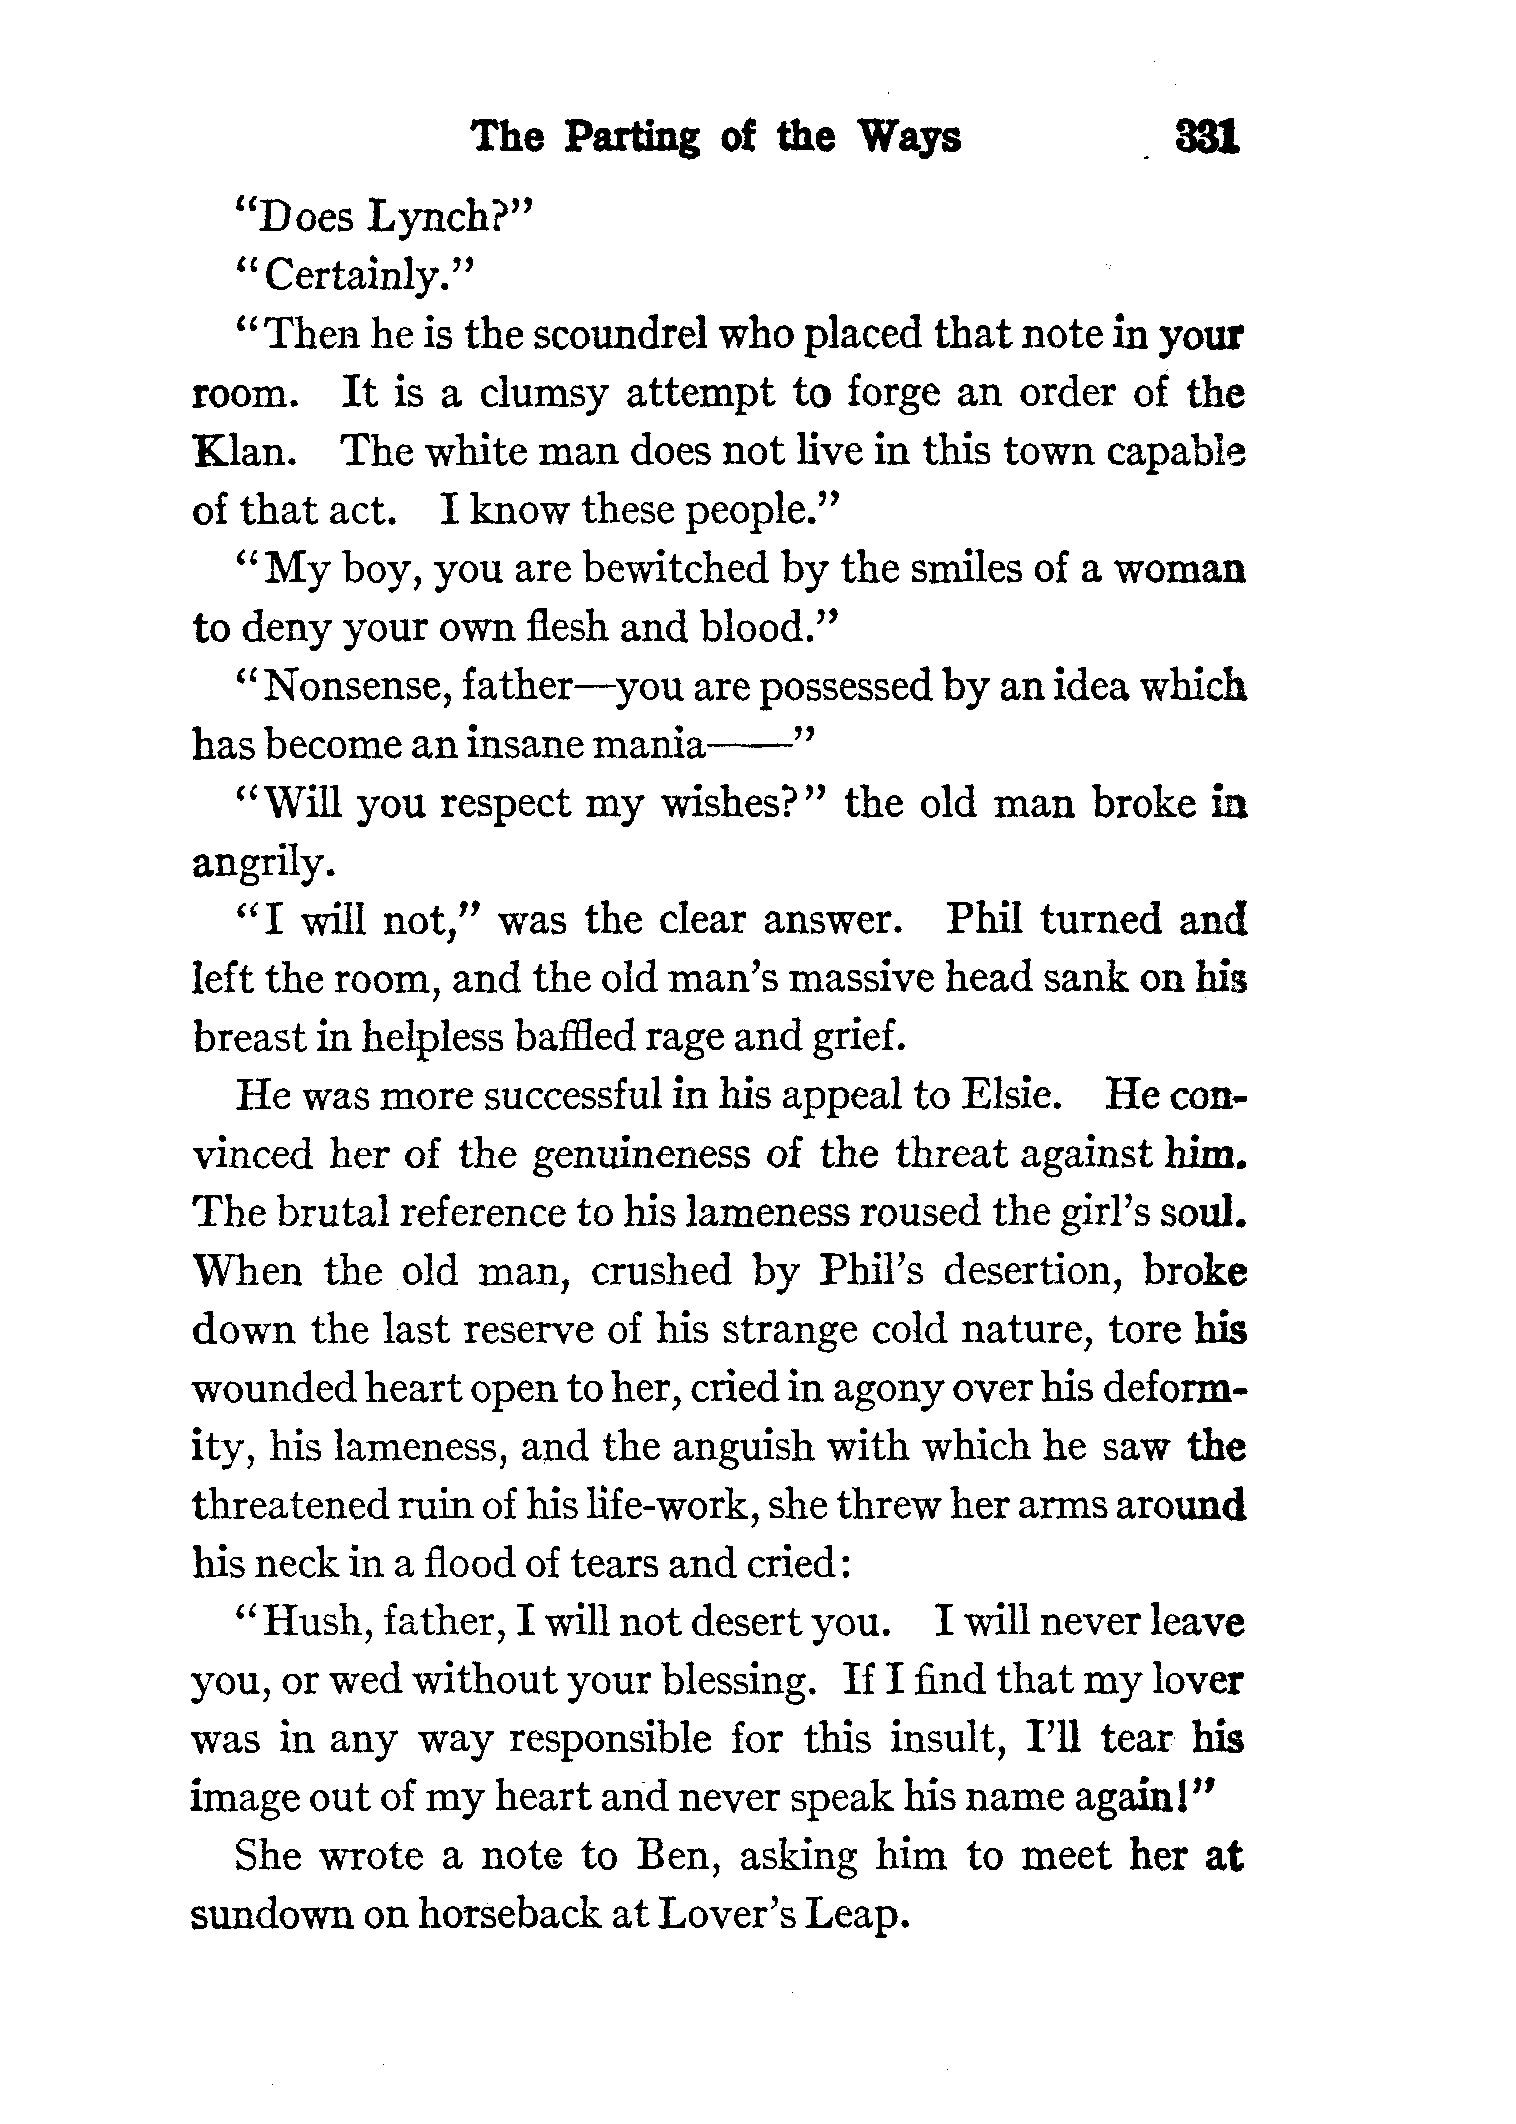 The Parting of the Ways 331
"Does Lynch?"
"Certainly."
"Then he is the scoundrel who placed that note in your
room. It is a clumsy attempt to forge an order of the
Klan. The white man does not live in this town capable
of that act. I know these people."
"My boy, you are bewitched by the smiles of a woman
to deny your own flesh and blood."
"Nonsense, father—you are possessed by an idea which
has become an insane mania——"
"Will you respect my wishes?" the old man broke in
angrily.
"I will not," was the clear answer. Phil turned and
left the room, and the old man's massive head sank on his
breast in helpless baffled rage and grief.
He was more successful in his appeal to Elsie. He con-
vinced her of the genuineness of the threat against him.
The brutal reference to his lameness roused the girl's soul.
When the old man, crushed by Phil's desertion, broke
down the last reserve of his strange cold nature, tore his
wounded heart open to her, cried in agony over his deform-
ity, his lameness, and the anguish with which he saw the
threatened ruin of his life-work, she threw her arms around
his neck in a flood of tears and cried:
"Hush, father, I will not desert you. I will never leave
you, or wed without your blessing. If I find that my lover
was in any way responsible for this insult, I'll tear his
image out of my heart and never speak his name again!"
She wrote a note to Ben, asking him to meet her at
sundown on horseback at Lover's Leap.